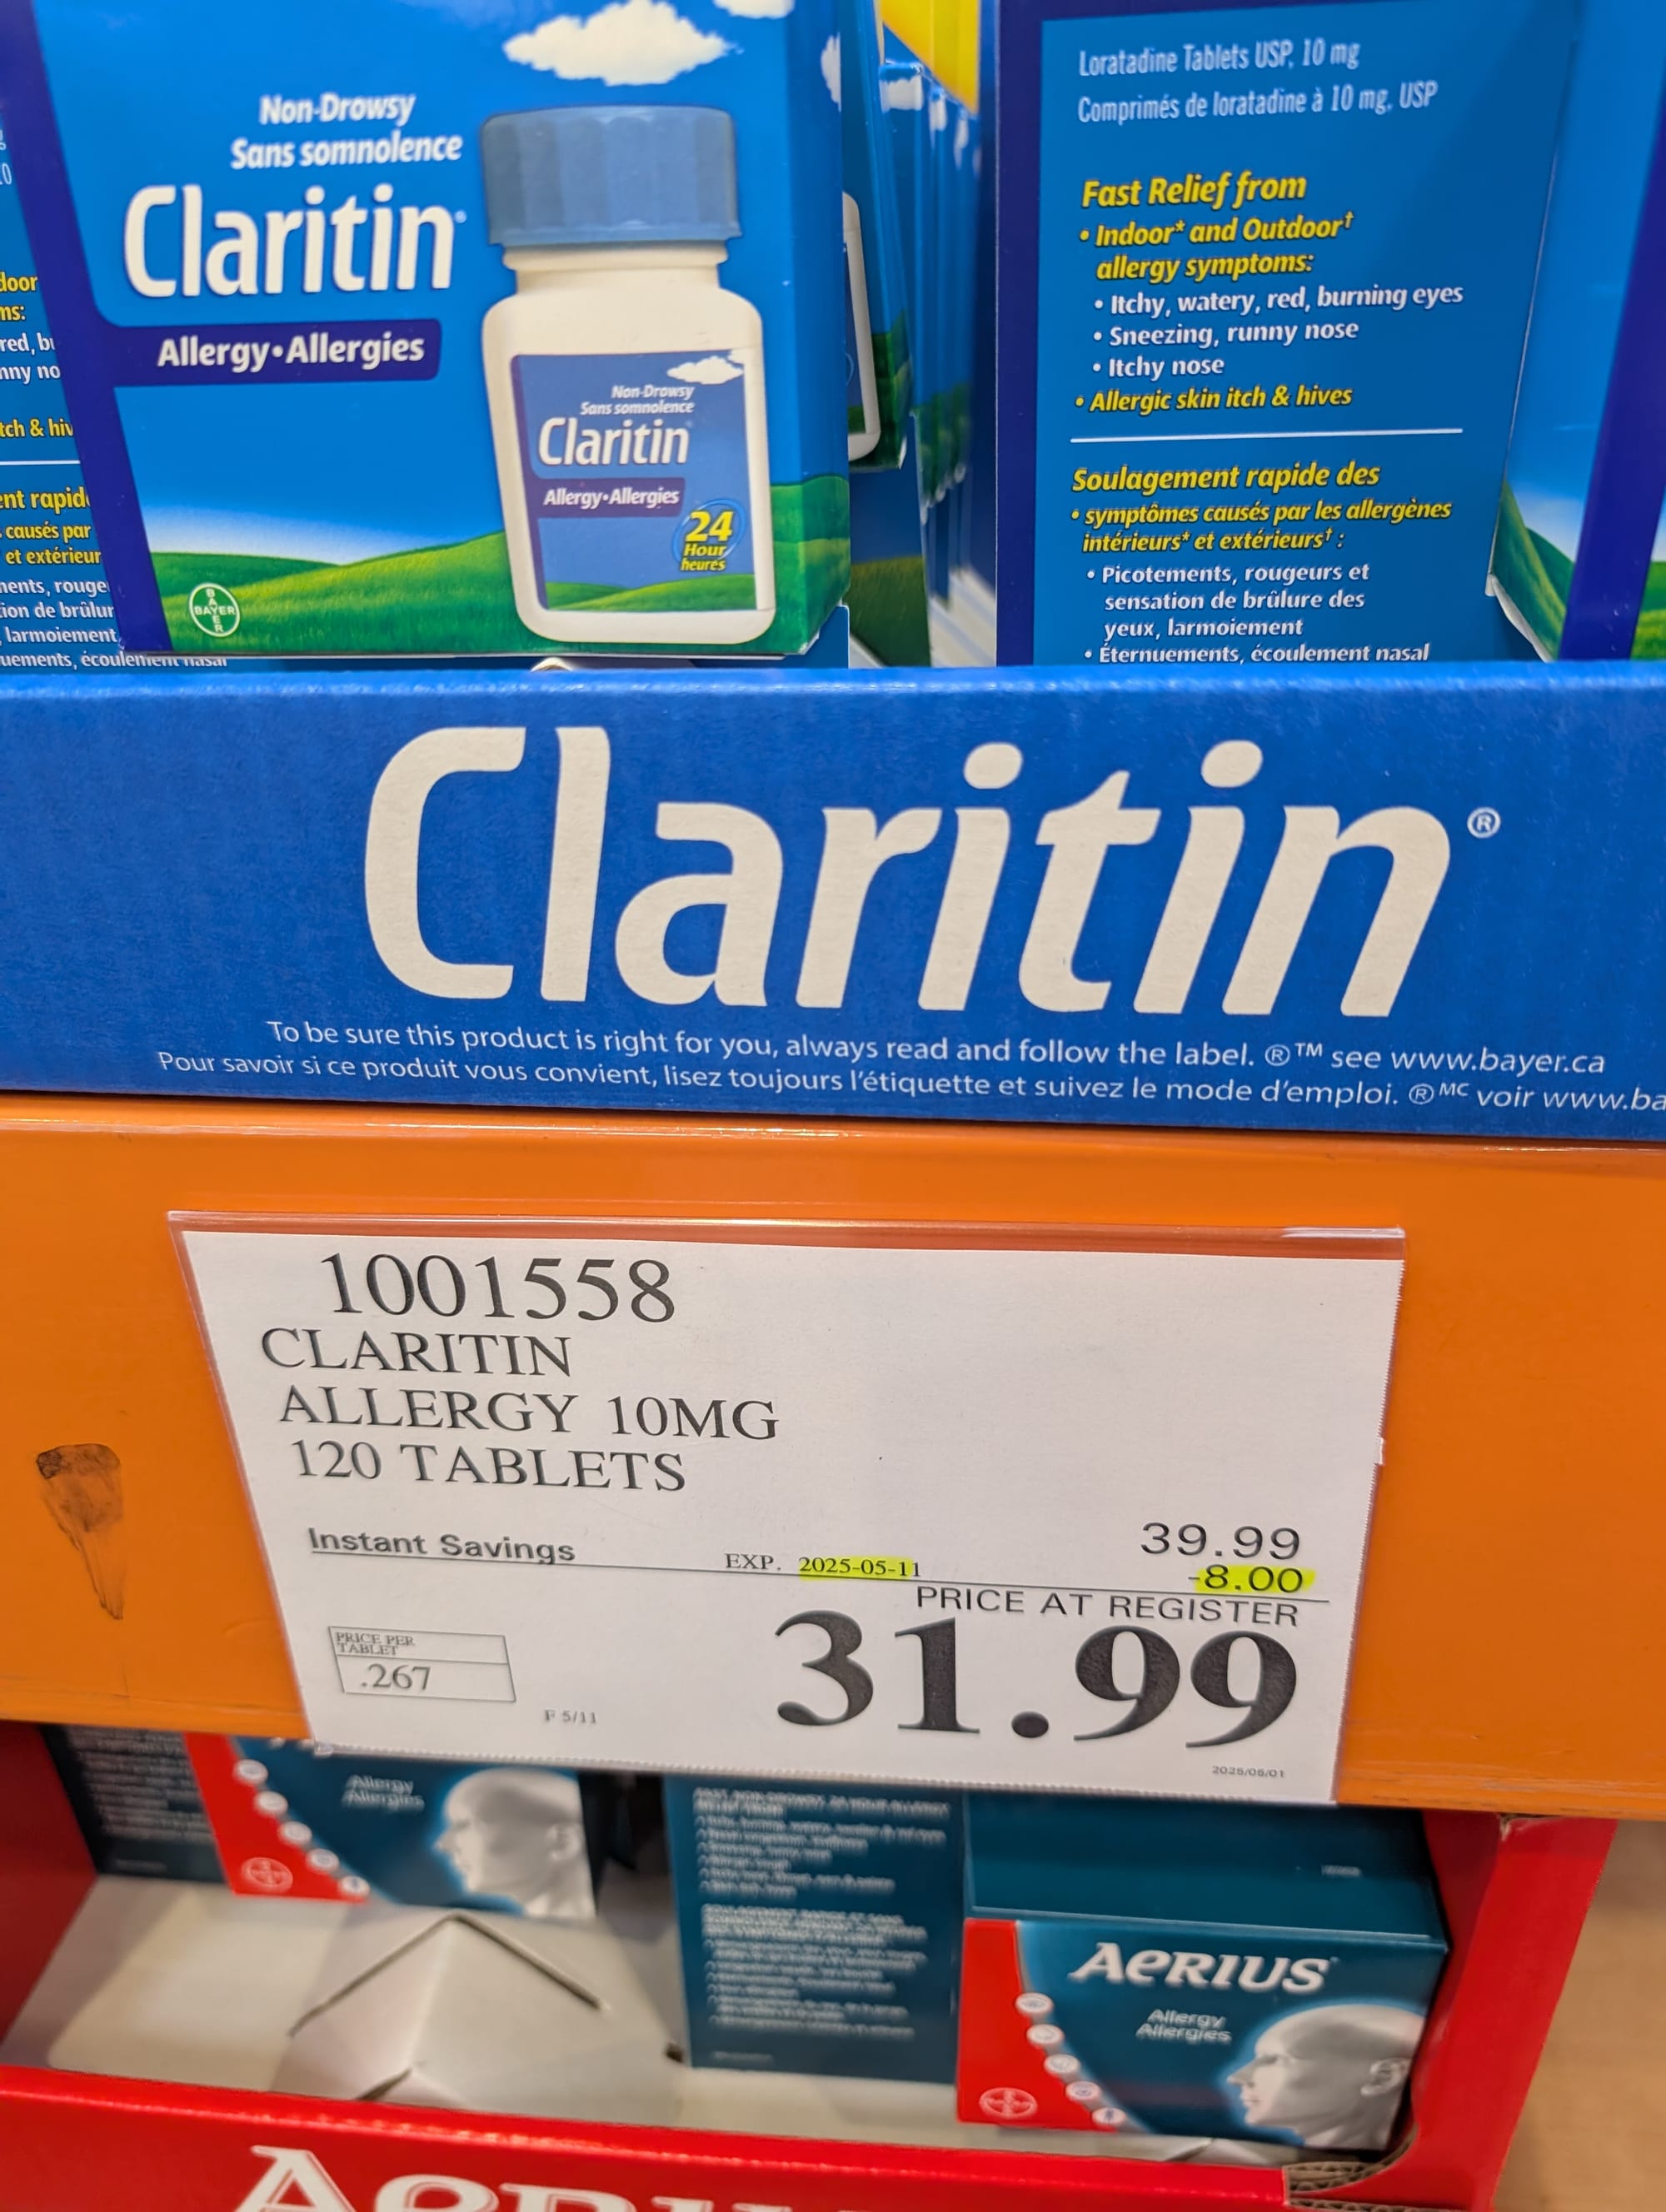 Non-Drowsy
Sans somnolence
Claritin
Allergy•Allergies
Non-Drowsy
Sans somnolence
Claritin
Allergy•Allergies
24
Hour
heures
BAYER
Loratadine Tablets USP, 10 mg
Comprimés de loratadine à 10 mg, USP
Fast Relief from
• Indoor* and Outdoor†
allergy symptoms:
• Itchy, watery, red, burning eyes
• Sneezing, runny nose
• Itchy nose
• Allergic skin itch & hives
Soulagement rapide des
• symptômes causés par les allergènes
intérieurs* et extérieurs† :
• Picotements, rougeurs et
sensation de brûlure des
yeux, larmoiement
• Éternuements, écoulement nasal
Claritin®
To be sure this product is right for you, always read and follow the label. ®™ see www.bayer.ca
Pour savoir si ce produit vous convient, lisez toujours l'étiquette et suivez le mode d'emploi. ®MC voir www.ba
1001558
CLARITIN
ALLERGY 10MG
120 TABLETS
39.99
Instant Savings EXP. 2025-05-11 -8.00
PRICE AT REGISTER
31.99
PRICE PER
TABLET
.267
F 5/11
2025/05/01
Allergy
Allergies
AERIUS
Allergy
Allergies